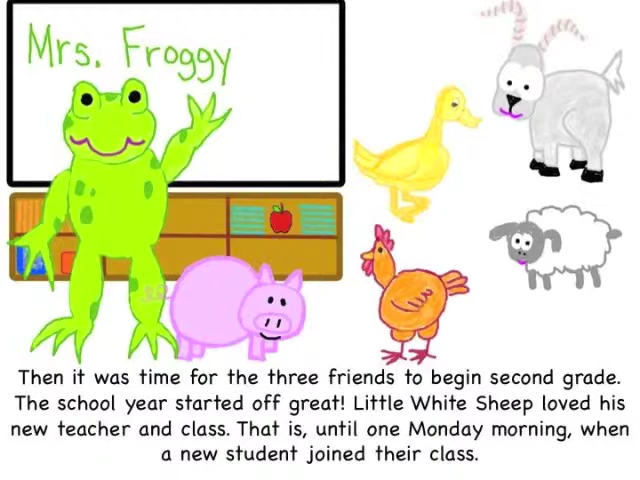 Mrs. Froggy
Then it was time for the three friends to begin second grade.
The school year started off great! Little White Sheep loved his
new teacher and class. That is, until one Monday morning, when
a new student joined their class.